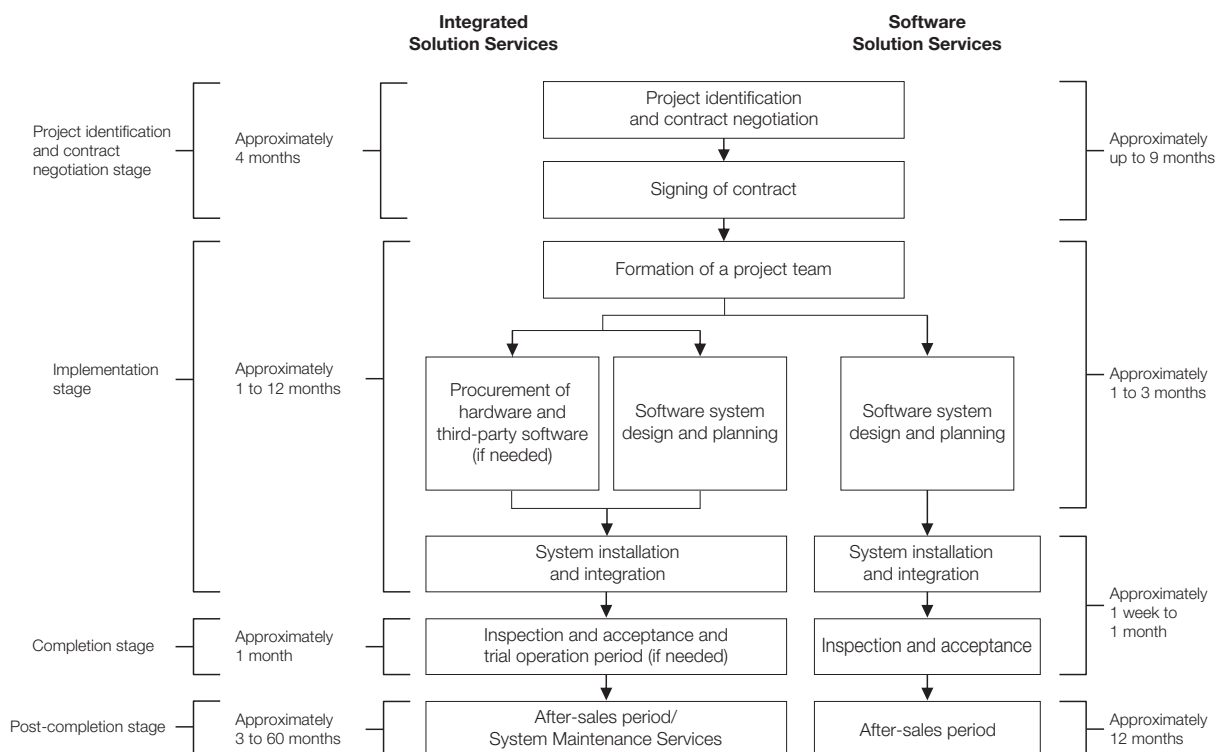 Integrated
Solution Services
Software
Solution Services
Project identification
and contract
negotiation stage
Approximately
4 months
Project identification
and contract negotiation
Signing of contract
Approximately
up to 9 months
Formation of a project team
Implementation
stage
Approximately
1 to 12 months
Procurement of
hardware and
third-party software
(if needed)
Software system
design and planning
Software system
design and planning
Approximately
1 to 3 months
System installation
and integration
System installation
and integration
Approximately
1 week to
1 month
Completion stage
Approximately
1 month
Inspection and acceptance and
trial operation period (if needed)
Inspection and acceptance
Post-completion stage
Approximately
3 to 60 months
After-sales period/
System Maintenance Services
After-sales period
Approximately
12 months